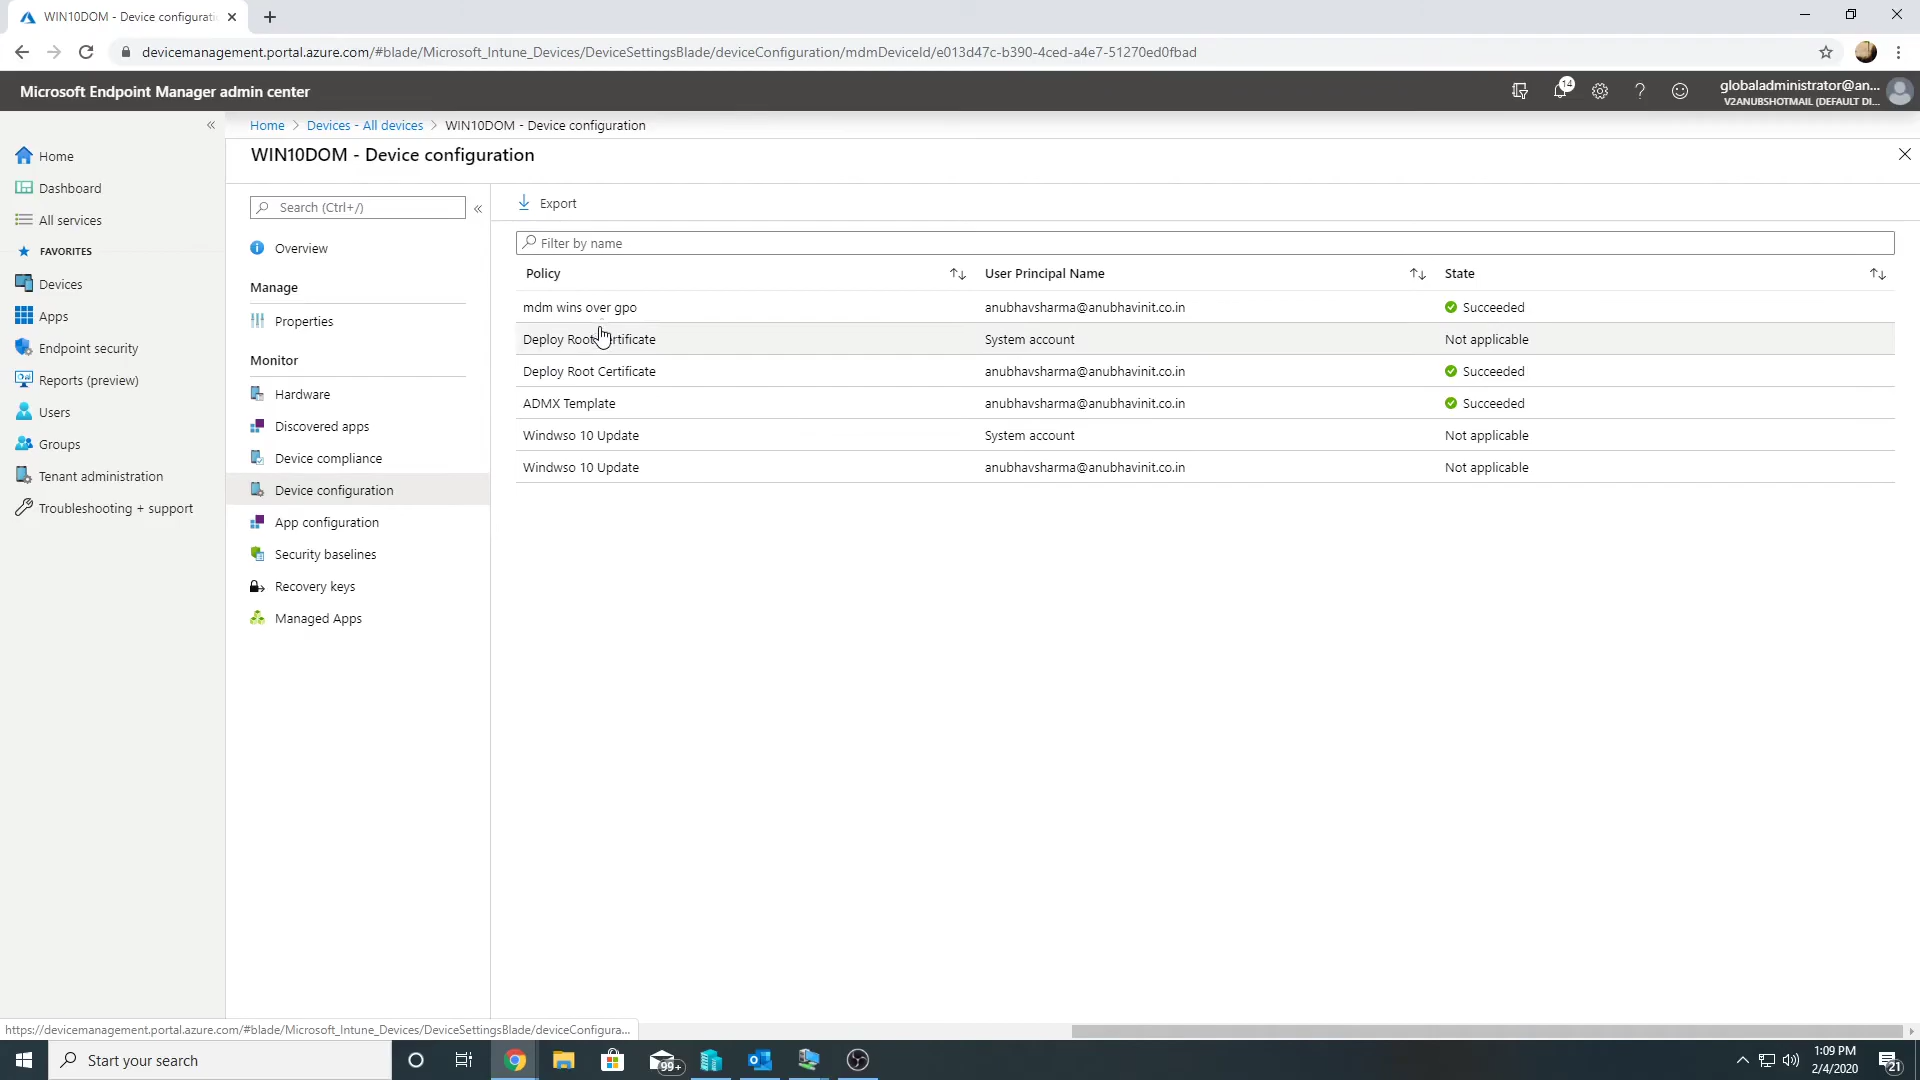 WIN10DOM - Device configurati
devicemanagement.portal.azure.com/#blade/Microsoft_Intune_Devices/DeviceSettingsBlade/deviceConfiguration/mdmDeviceId/e013d47c-b390-4ced-a4e7-51270ed0fbad
Microsoft Endpoint Manager admin center
14
globaladministrator@an...
V2ANUBSHOTMAIL (DEFAULT DI...
Home > Devices - All devices > WIN10DOM - Device configuration
WIN10DOM - Device configuration
Home
Dashboard
All services
FAVORITES
Devices
Apps
Endpoint security
Reports (preview)
Users
Groups
Tenant administration
Troubleshooting + support
Search (Ctrl+/)
Overview
Manage
Properties
Monitor
Hardware
Discovered apps
Device compliance
Device configuration
App configuration
Security baselines
Recovery keys
Managed Apps
Export
Filter by name
Policy User Principal Name State
mdm wins over gpo anubhavsharma@anubhavinit.co.in Succeeded
Deploy Root Certificate System account Not applicable
Deploy Root Certificate anubhavsharma@anubhavinit.co.in Succeeded
ADMX Template anubhavsharma@anubhavinit.co.in Succeeded
Windwso 10 Update System account Not applicable
Windwso 10 Update anubhavsharma@anubhavinit.co.in Not applicable
https://devicemanagement.portal.azure.com/#blade/Microsoft_Intune_Devices/DeviceSettingsBlade/deviceConfigura...
Start your search
99+
1:09 PM
2/4/2020
21